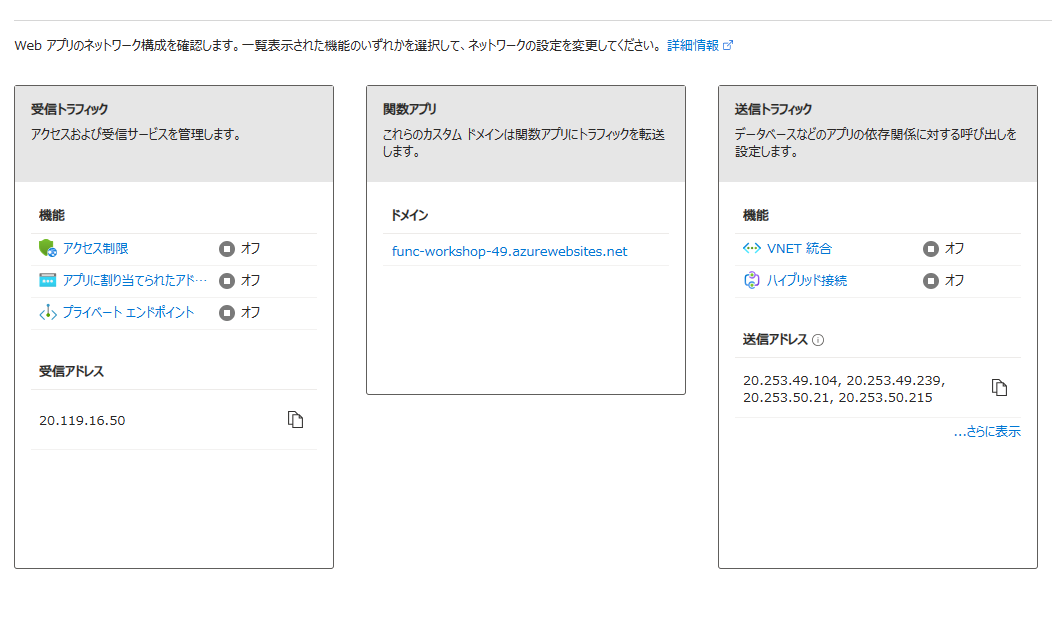 Web アプリのネットワーク構成を確認します。一覧表示された機能のいずれかを選択して、ネットワークの設定を変更してください。 詳細情報
受信トラフィック
アクセスおよび受信サービスを管理します。
機能
アクセス制限 オフ
アプリに割り当てられたアド… オフ
プライベート エンドポイント オフ
受信アドレス
20.119.16.50
関数アプリ
これらのカスタム ドメインは関数アプリにトラフィックを転送
します。
ドメイン
func-workshop-49.azurewebsites.net
送信トラフィック
データベースなどのアプリの依存関係に対する呼び出しを
設定します。
機能
VNET 統合 オフ
ハイブリッド接続 オフ
送信アドレス
20.253.49.104, 20.253.49.239,
20.253.50.21, 20.253.50.215
...さらに表示